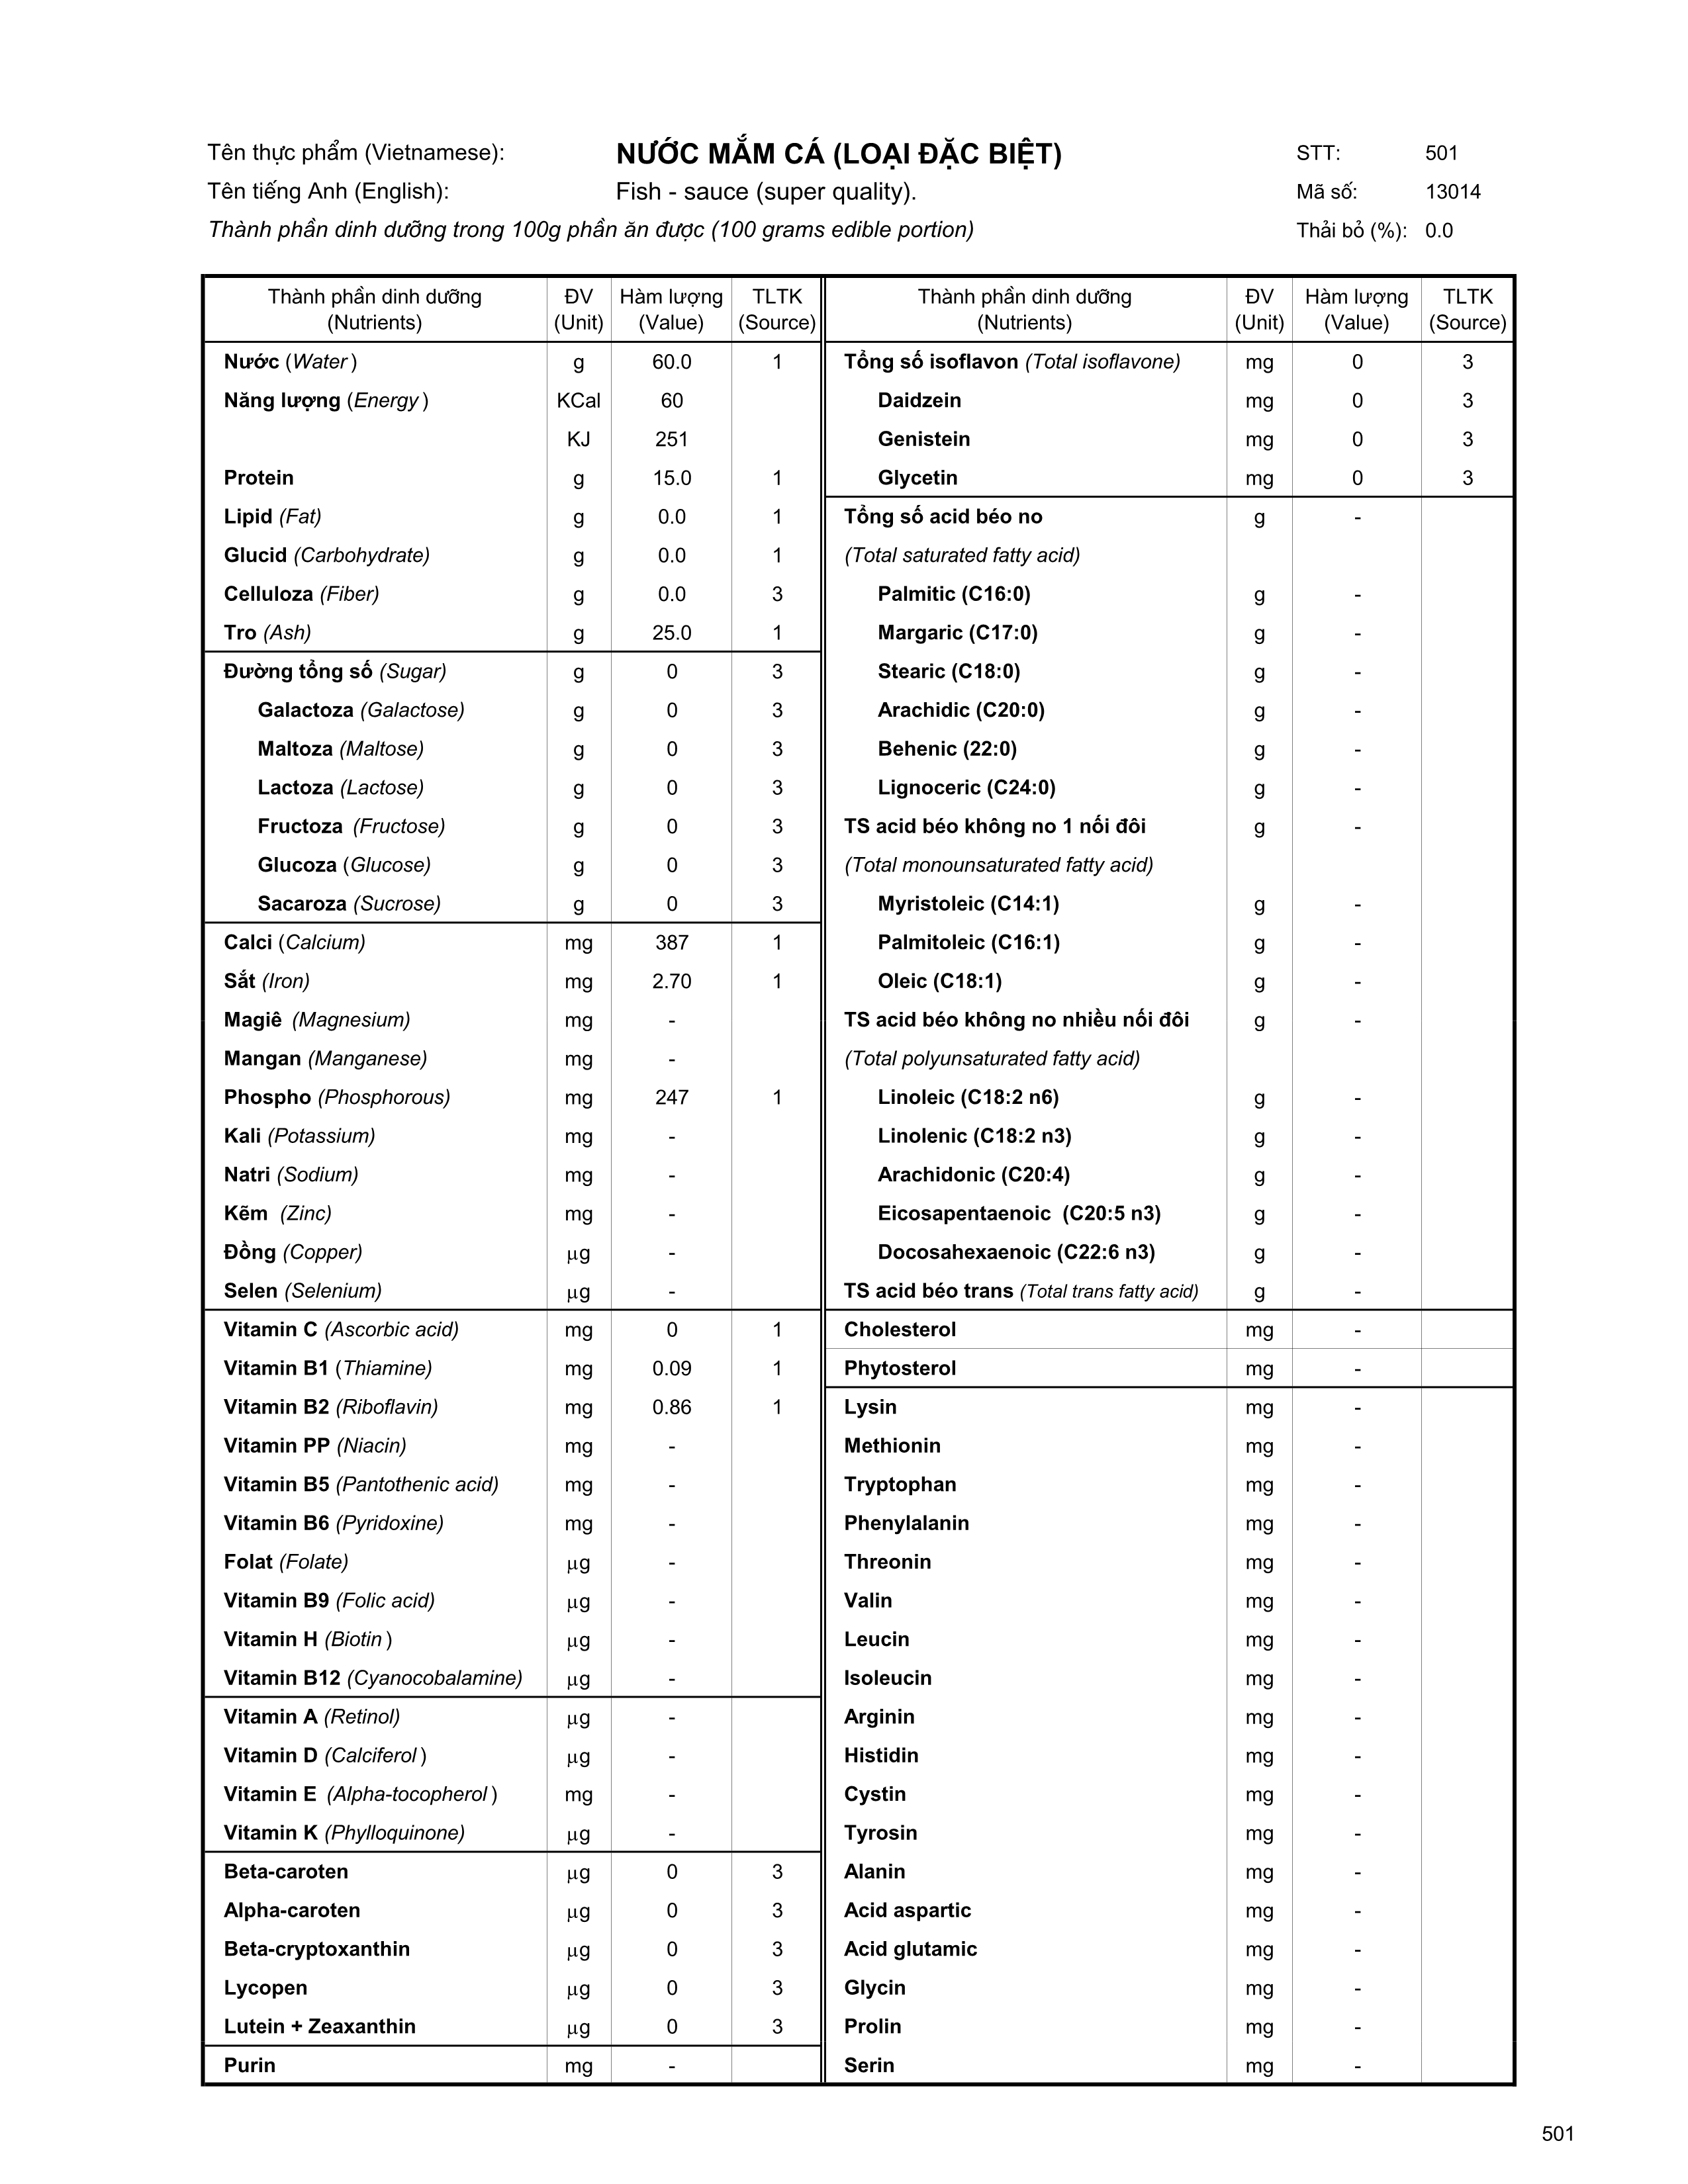 Tên thực phẩm (Vietnamese): NƯỚC MẮM CÁ (LOẠI ĐẶC BIỆT) STT: 501
Tên tiếng Anh (English): Fish - sauce (super quality). Mã số: 13014
Thành phần dinh dưỡng trong 100g phần ăn được (100 grams edible portion) Thải bỏ (%): 0.0
Thành phần dinh dưỡng ĐV Hàm lượng TLTK Thành phần dinh dưỡng ĐV Hàm lượng TLTK
(Nutrients) (Unit) (Value) (Source) (Nutrients) (Unit) (Value) (Source)
Nước (Water) g 60.0 1 Tổng số isoflavon (Total isoflavone) mg 0 3
Năng lượng (Energy) KCal 60 Daidzein mg 0 3
KJ 251 Genistein mg 0 3
Protein g 15.0 1 Glycetin mg 0 3
Lipid (Fat) g 0.0 1 Tổng số acid béo no g -
Glucid (Carbohydrate) g 0.0 1 (Total saturated fatty acid)
Celluloza (Fiber) g 0.0 3 Palmitic (C16:0) g -
Tro (Ash) g 25.0 1 Margaric (C17:0) g -
Đường tổng số (Sugar) g 0 3 Stearic (C18:0) g -
Galactoza (Galactose) g 0 3 Arachidic (C20:0) g -
Maltoza (Maltose) g 0 3 Behenic (22:0) g -
Lactoza (Lactose) g 0 3 Lignoceric (C24:0) g -
Fructoza (Fructose) g 0 3 TS acid béo không no 1 nối đôi g -
Glucoza (Glucose) g 0 3 (Total monounsaturated fatty acid)
Sacaroza (Sucrose) g 0 3 Myristoleic (C14:1) g -
Calci (Calcium) mg 387 1 Palmitoleic (C16:1) g -
Sắt (Iron) mg 2.70 1 Oleic (C18:1) g -
Magiê (Magnesium) mg - TS acid béo không no nhiều nối đôi g -
Mangan (Manganese) mg - (Total polyunsaturated fatty acid)
Phospho (Phosphorous) mg 247 1 Linoleic (C18:2 n6) g -
Kali (Potassium) mg - Linolenic (C18:2 n3) g -
Natri (Sodium) mg - Arachidonic (C20:4) g -
Kẽm (Zinc) mg - Eicosapentaenoic (C20:5 n3) g -
Đồng (Copper) μg - Docosahexaenoic (C22:6 n3) g -
Selen (Selenium) μg - TS acid béo trans (Total trans fatty acid) g -
Vitamin C (Ascorbic acid) mg 0 1 Cholesterol mg -
Vitamin B1 (Thiamine) mg 0.09 1 Phytosterol mg -
Vitamin B2 (Riboflavin) mg 0.86 1 Lysin mg -
Vitamin PP (Niacin) mg - Methionin mg -
Vitamin B5 (Pantothenic acid) mg - Tryptophan mg -
Vitamin B6 (Pyridoxine) mg - Phenylalanin mg -
Folat (Folate) μg - Threonin mg -
Vitamin B9 (Folic acid) μg - Valin mg -
Vitamin H (Biotin) μg - Leucin mg -
Vitamin B12 (Cyanocobalamine) μg - Isoleucin mg -
Vitamin A (Retinol) μg - Arginin mg -
Vitamin D (Calciferol) μg - Histidin mg -
Vitamin E (Alpha-tocopherol) mg - Cystin mg -
Vitamin K (Phylloquinone) μg - Tyrosin mg -
Beta-caroten μg 0 3 Alanin mg -
Alpha-caroten μg 0 3 Acid aspartic mg -
Beta-cryptoxanthin μg 0 3 Acid glutamic mg -
Lycopen μg 0 3 Glycin mg -
Lutein + Zeaxanthin μg 0 3 Prolin mg -
Purin mg - Serin mg -
501